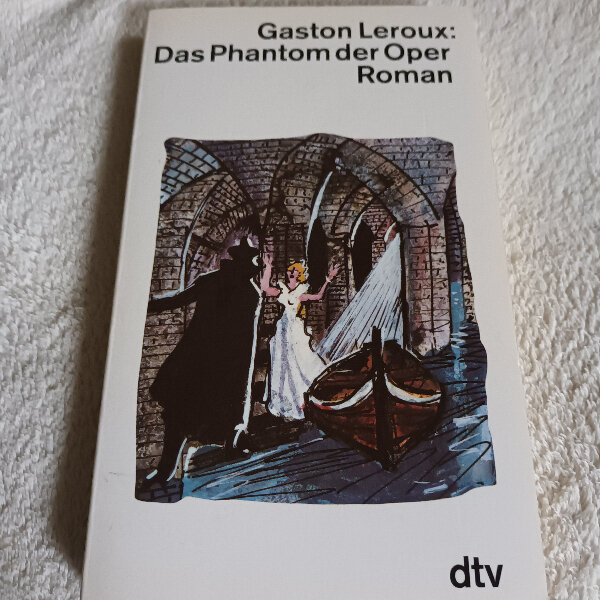 Gaston Leroux:
Das Phantom der Oper
Roman
dtv